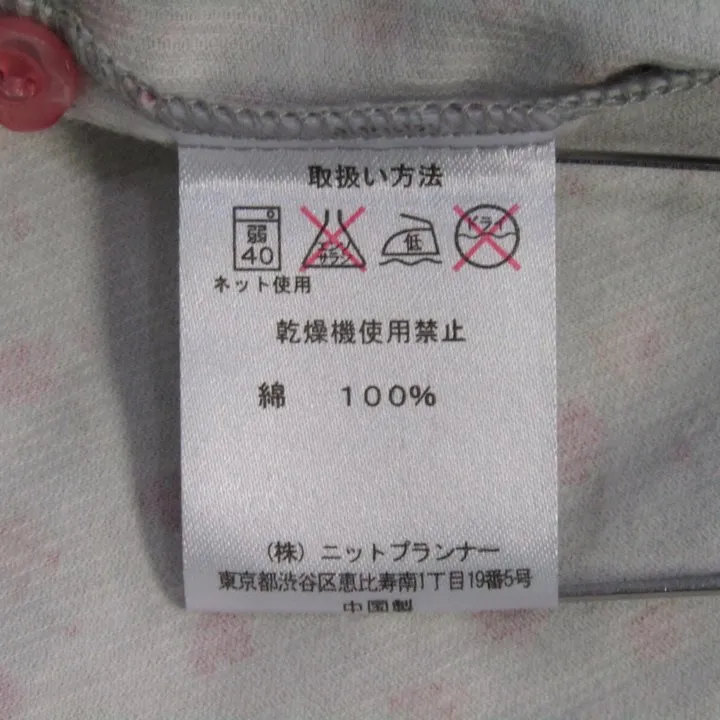 取扱い方法
弱 エンソ サラシ 低 ドライ
40
ネット使用
乾燥機使用禁止
綿 100%
(株) ニットプランナー
東京都渋谷区恵比寿南1丁目19番5号
中国製